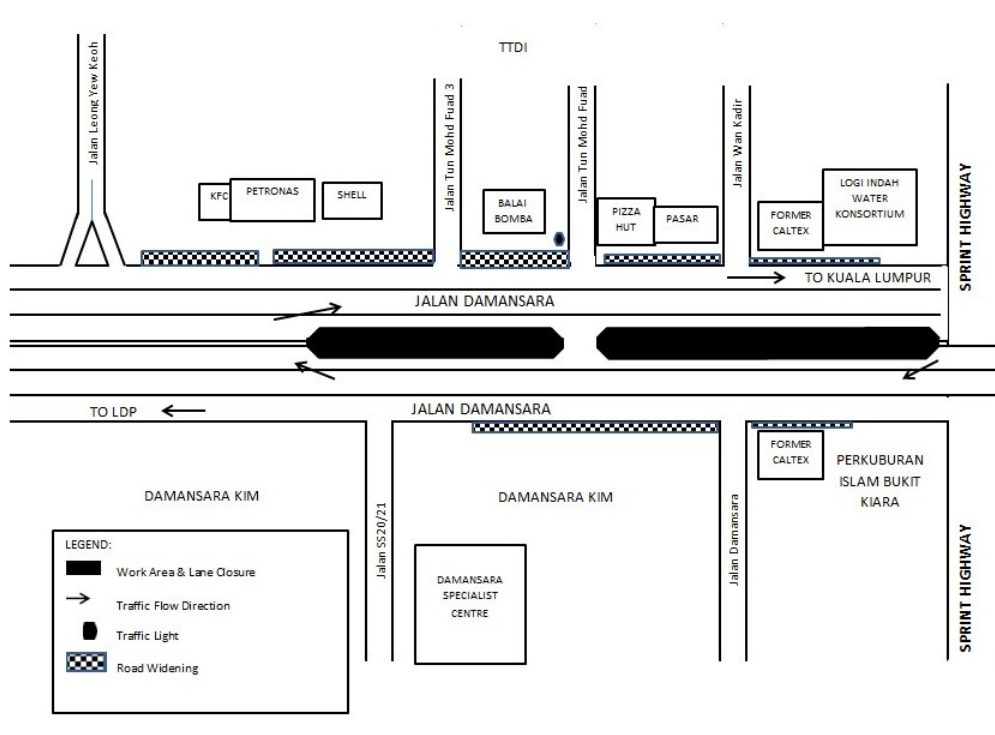 TTDI
Jalan Leong Yew Keoh
Jalan Tun Mohd Fuad 3
Jalan Tun Mohd Fuad
Jalan Wan Kadir
SPRINT HIGHWAY
KFC
PETRONAS
SHELL
BALAI
BOMBA
PIZZA
HUT
PASAR
FORMER
CALTEX
LOGI INDAH
WATER
KONSORTIUM
TO KUALA LUMPUR
JALAN DAMANSARA
JALAN DAMANSARA
TO LDP
DAMANSARA KIM
Jalan SS20/21
DAMANSARA KIM
DAMANSARA
SPECIALIST
CENTRE
Jalan Damansara
FORMER
CALTEX
PERKUBURAN
ISLAM BUKIT
KIARA
SPRINT HIGHWAY
LEGEND:
Work Area & Lane Closure
Traffic Flow Direction
Traffic Light
Road Widening